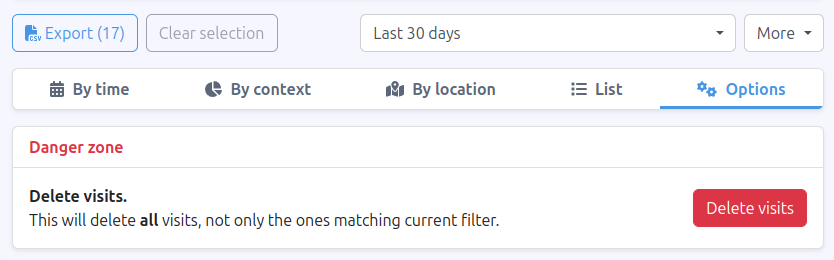 Export (17) Clear selection Last 30 days More
By time By context By location List Options
Danger zone
Delete visits.
This will delete all visits, not only the ones matching current filter.
Delete visits